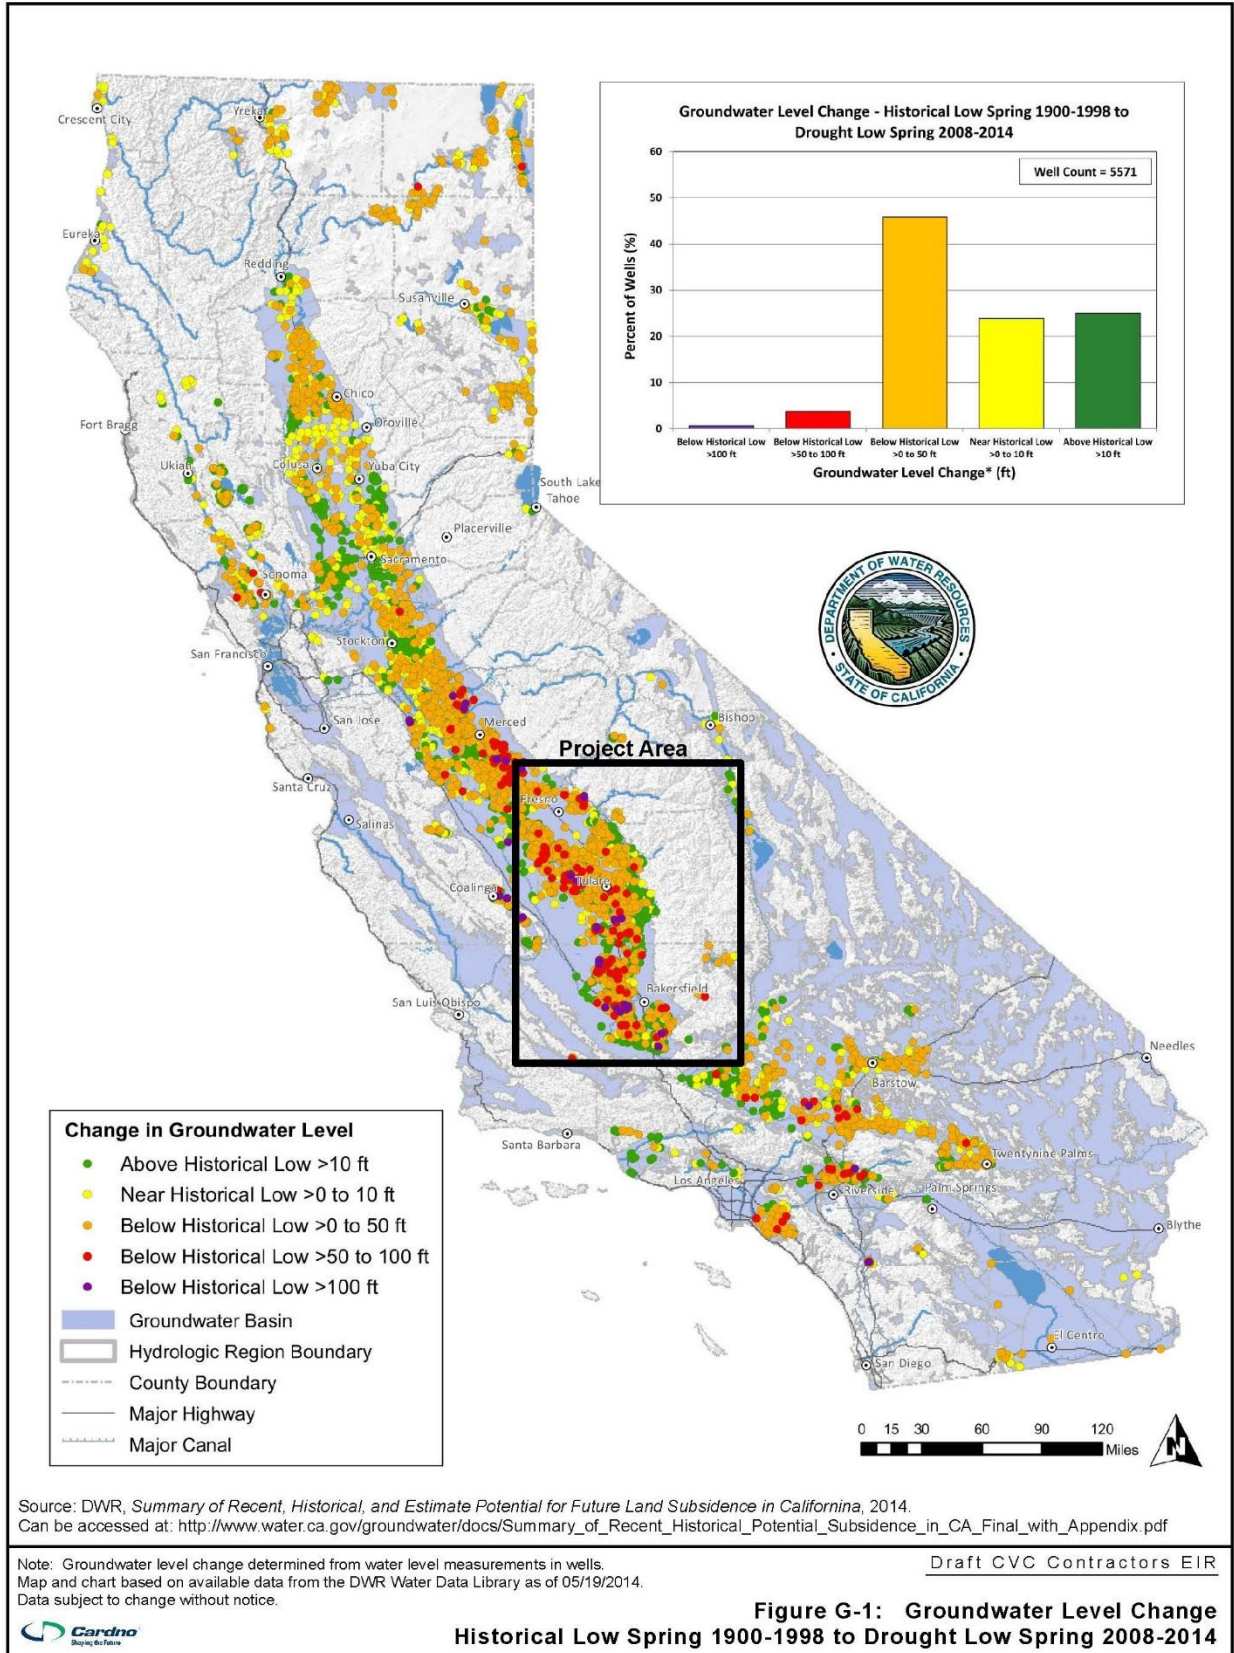 Groundwater Level Change - Historical Low Spring 1900-1998 to
Drought Low Spring 2008-2014
Well Count = 5571
Percent of Wells (%)
60
50
40
30
20
10
0
Below Historical Low
>100 ft
Below Historical Low
>50 to 100 ft
Below Historical Low
>0 to 50 ft
Near Historical Low
>0 to 10 ft
Above Historical Low
>10 ft
Groundwater Level Change* (ft)
Crescent City
Yreka
Eureka
Redding
Susanville
Chico
Fort Bragg
Oroville
Ukiah
Colusa
Yuba City
South Lake
Tahoe
Placerville
Sacramento
Sonoma
Stockton
San Francisco
San Jose
Merced
Bishop
Project Area
Santa Cruz
Fresno
Salinas
Tulare
Coalinga
Bakersfield
San Luis Obispo
Needles
Barstow
Santa Barbara
Twentynine Palms
Los Angeles
Riverside
Palm Springs
Blythe
El Centro
San Diego
DEPARTMENT OF WATER RESOURCES
STATE OF CALIFORNIA
Change in Groundwater Level
Above Historical Low >10 ft
Near Historical Low >0 to 10 ft
Below Historical Low >0 to 50 ft
Below Historical Low >50 to 100 ft
Below Historical Low >100 ft
Groundwater Basin
Hydrologic Region Boundary
County Boundary
Major Highway
Major Canal
0 15 30 60 90 120
Miles
N
Source: DWR, Summary of Recent, Historical, and Estimate Potential for Future Land Subsidence in Califorinina, 2014.
Can be accessed at: http://www.water.ca.gov/groundwater/docs/Summary_of_Recent_Historical_Potential_Subsidence_in_CA_Final_with_Appendix.pdf
Note: Groundwater level change determined from water level measurements in wells.
Map and chart based on available data from the DWR Water Data Library as of 05/19/2014.
Data subject to change without notice.
Cardno
Shaping the Future
Draft CVC Contractors EIR
Figure G-1: Groundwater Level Change
Historical Low Spring 1900-1998 to Drought Low Spring 2008-2014